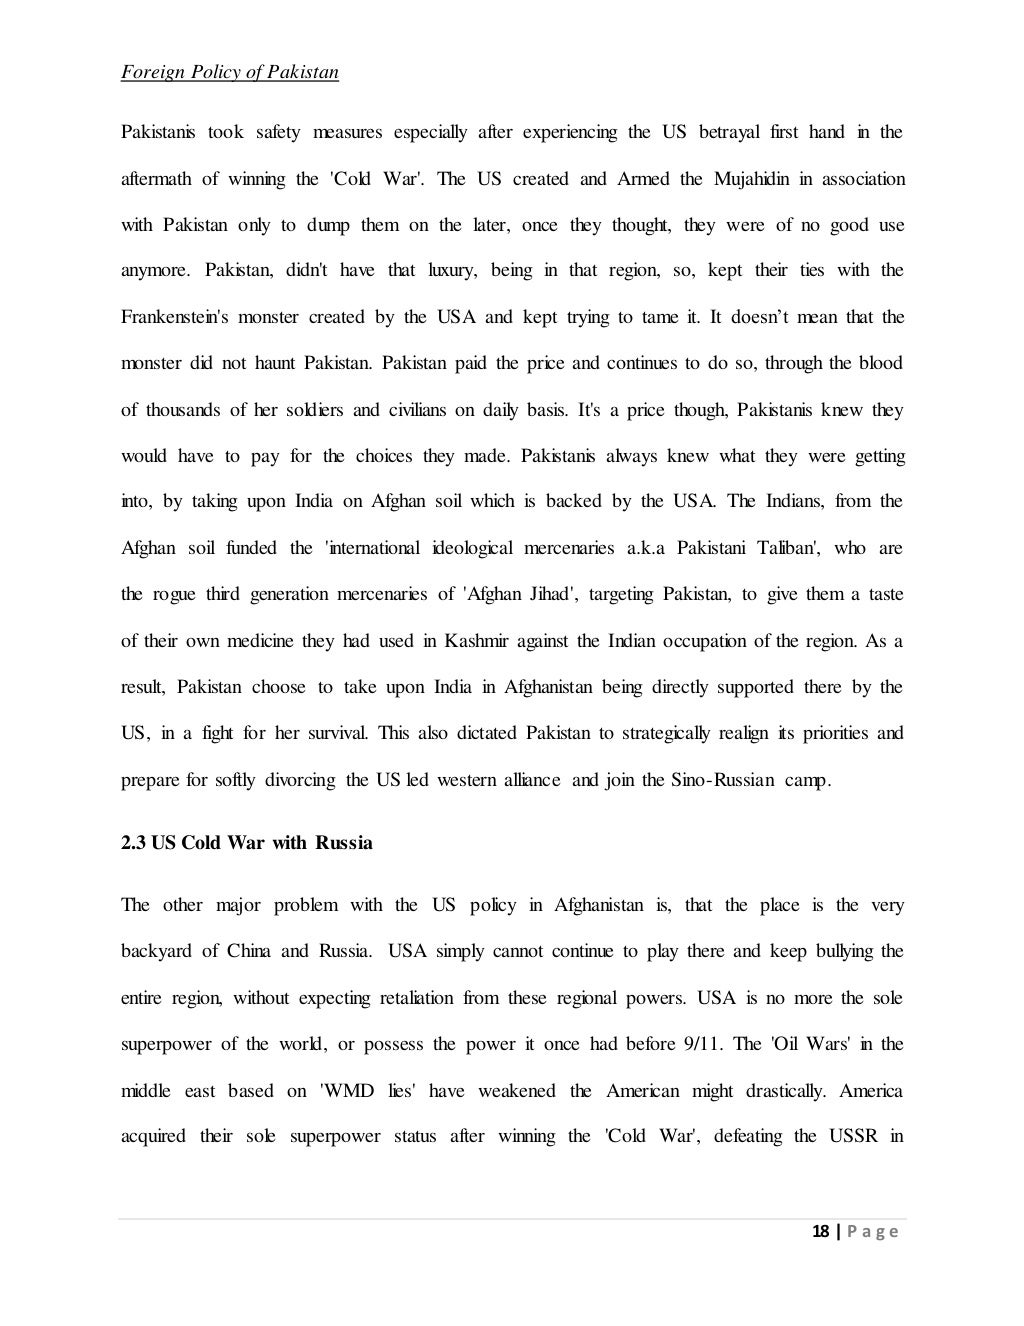 Foreign Policy of Pakistan
Pakistanis took safety measures especially after experiencing the US betrayal first hand in the
aftermath of winning the 'Cold War'. The US created and Armed the Mujahidin in association
with Pakistan only to dump them on the later, once they thought, they were of no good use
anymore. Pakistan, didn't have that luxury, being in that region, so, kept their ties with the
Frankenstein's monster created by the USA and kept trying to tame it. It doesn’t mean that the
monster did not haunt Pakistan. Pakistan paid the price and continues to do so, through the blood
of thousands of her soldiers and civilians on daily basis. It's a price though, Pakistanis knew they
would have to pay for the choices they made. Pakistanis always knew what they were getting
into, by taking upon India on Afghan soil which is backed by the USA. The Indians, from the
Afghan soil funded the 'international ideological mercenaries a.k.a Pakistani Taliban', who are
the rogue third generation mercenaries of 'Afghan Jihad', targeting Pakistan, to give them a taste
of their own medicine they had used in Kashmir against the Indian occupation of the region. As a
result, Pakistan choose to take upon India in Afghanistan being directly supported there by the
US, in a fight for her survival. This also dictated Pakistan to strategically realign its priorities and
prepare for softly divorcing the US led western alliance and join the Sino-Russian camp.
2.3 US Cold War with Russia
The other major problem with the US policy in Afghanistan is, that the place is the very
backyard of China and Russia. USA simply cannot continue to play there and keep bullying the
entire region, without expecting retaliation from these regional powers. USA is no more the sole
superpower of the world, or possess the power it once had before 9/11. The 'Oil Wars' in the
middle east based on 'WMD lies' have weakened the American might drastically. America
acquired their sole superpower status after winning the 'Cold War', defeating the USSR in
18 | Page